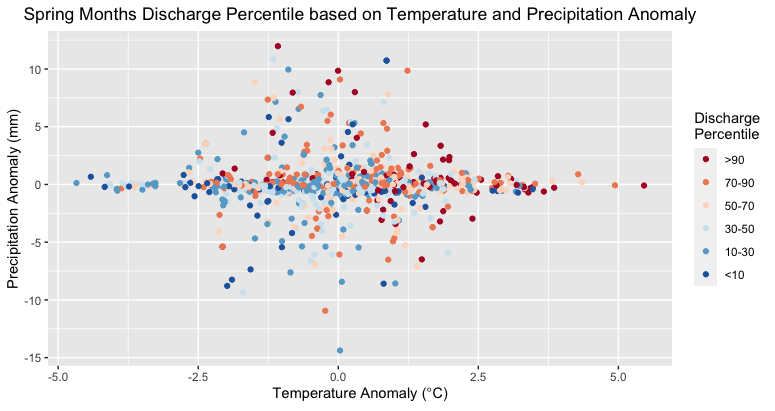 Spring Months Discharge Percentile based on Temperature and Precipitation Anomaly
Precipitation Anomaly (mm)
10
5
0
-5
-10
-15
-5.0 -2.5 0.0 2.5 5.0
Temperature Anomaly (°C)
Discharge
Percentile
>90
70-90
50-70
30-50
10-30
<10